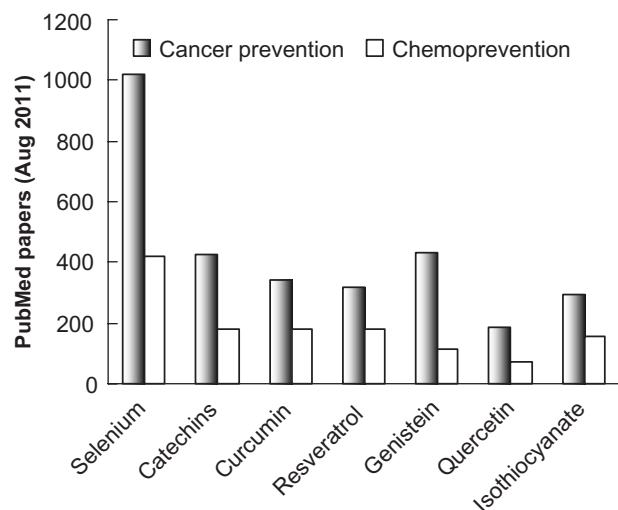 1200
Cancer prevention Chemoprevention
1000
800
600
400
200
0
PubMed papers (Aug 2011)
Selenium
Catechins
Curcumin
Resveratrol
Genistein
Quercetin
Isothiocyanate